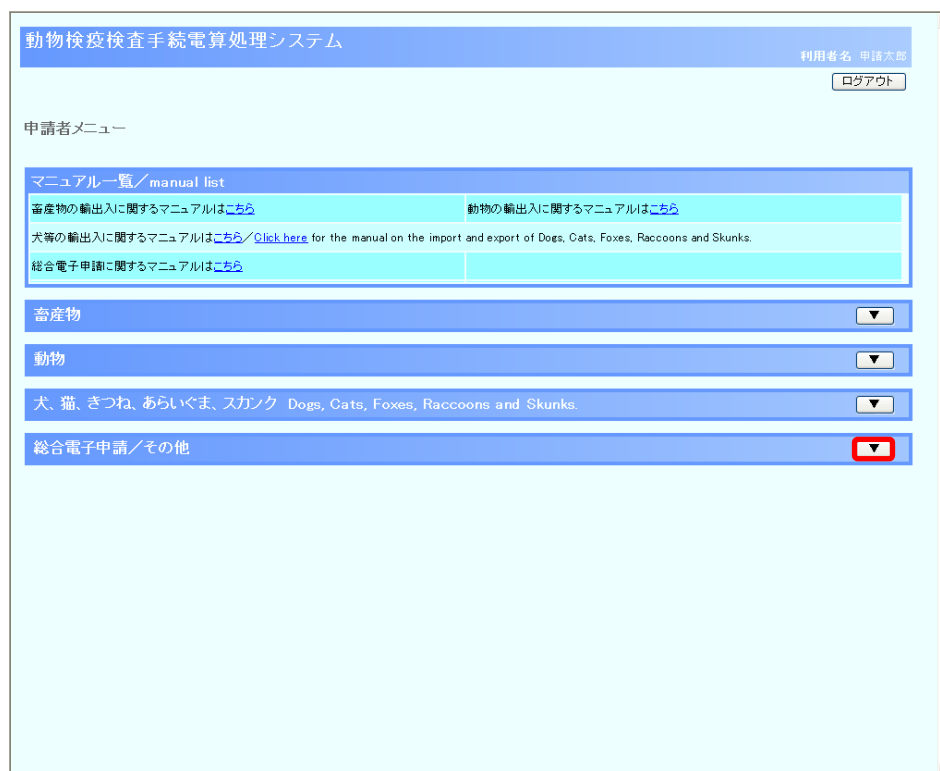 動物検疫検査手続電算処理システム
利用者名 申請太郎
ログアウト
申請者メニュー
マニュアル一覧／manual list
畜産物の輸出入に関するマニュアルはこちら 動物の輸出入に関するマニュアルはこちら
犬等の輸出入に関するマニュアルはこちら／Click here for the manual on the import and export of Dogs, Cats, Foxes, Raccoons and Skunks.
総合電子申請に関するマニュアルはこちら
畜産物 ▼
動物 ▼
犬、猫、きつね、あらいぐま、スカンク Dogs, Cats, Foxes, Raccoons and Skunks. ▼
総合電子申請／その他 ▼